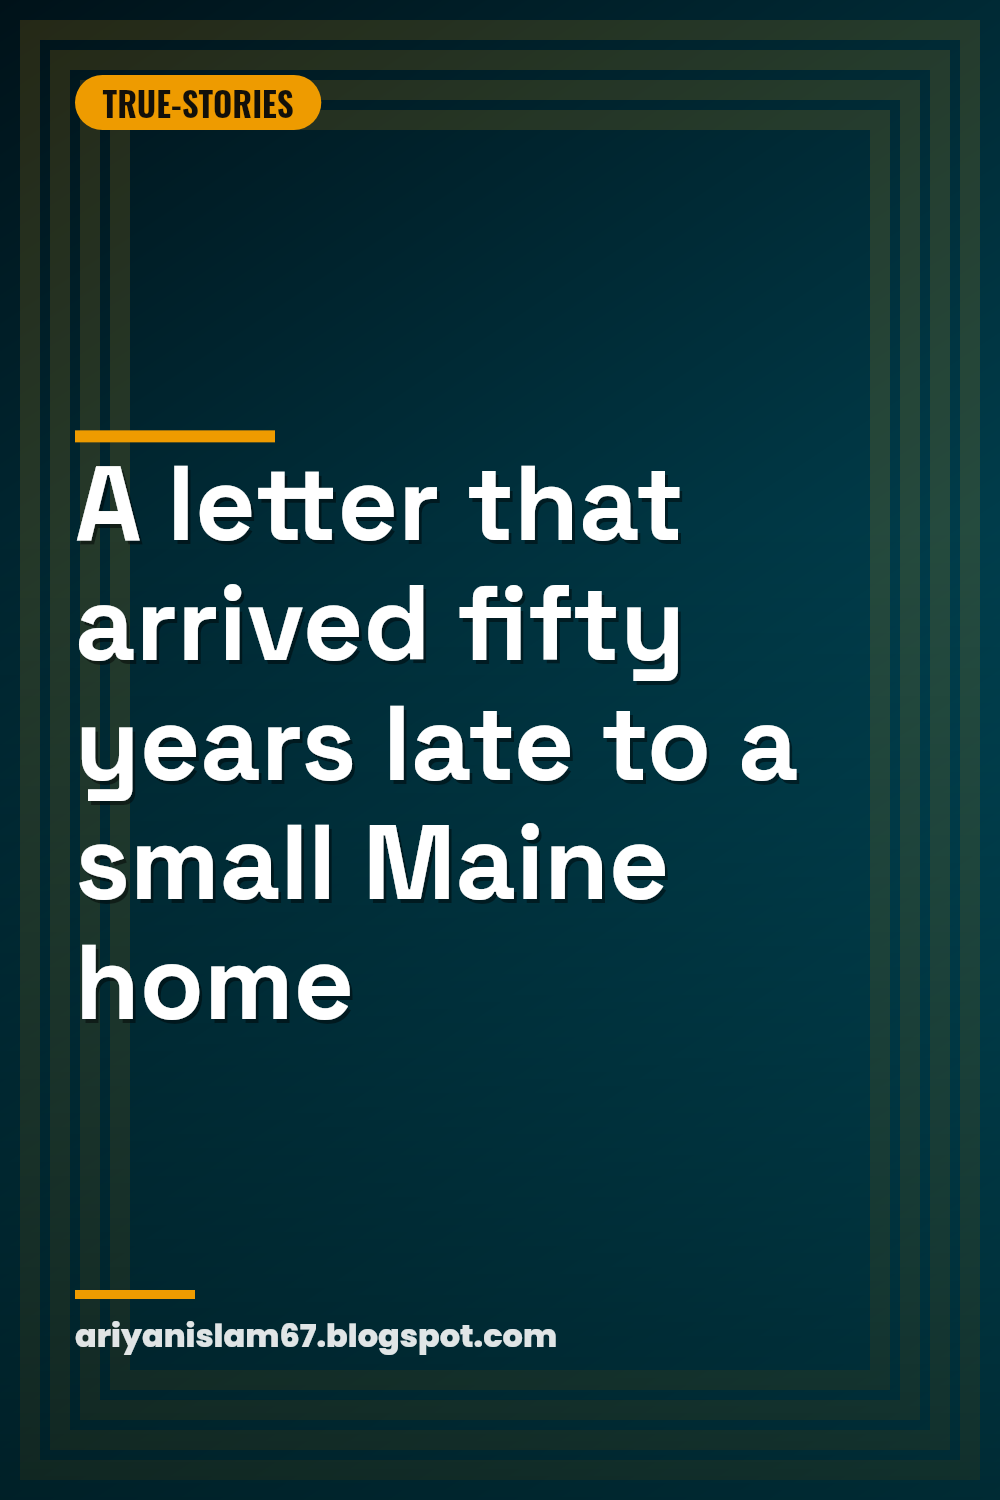 TRUE-STORIES
A letter that
arrived fifty
years late to a
small Maine
home
ariyanislam67.blogspot.com